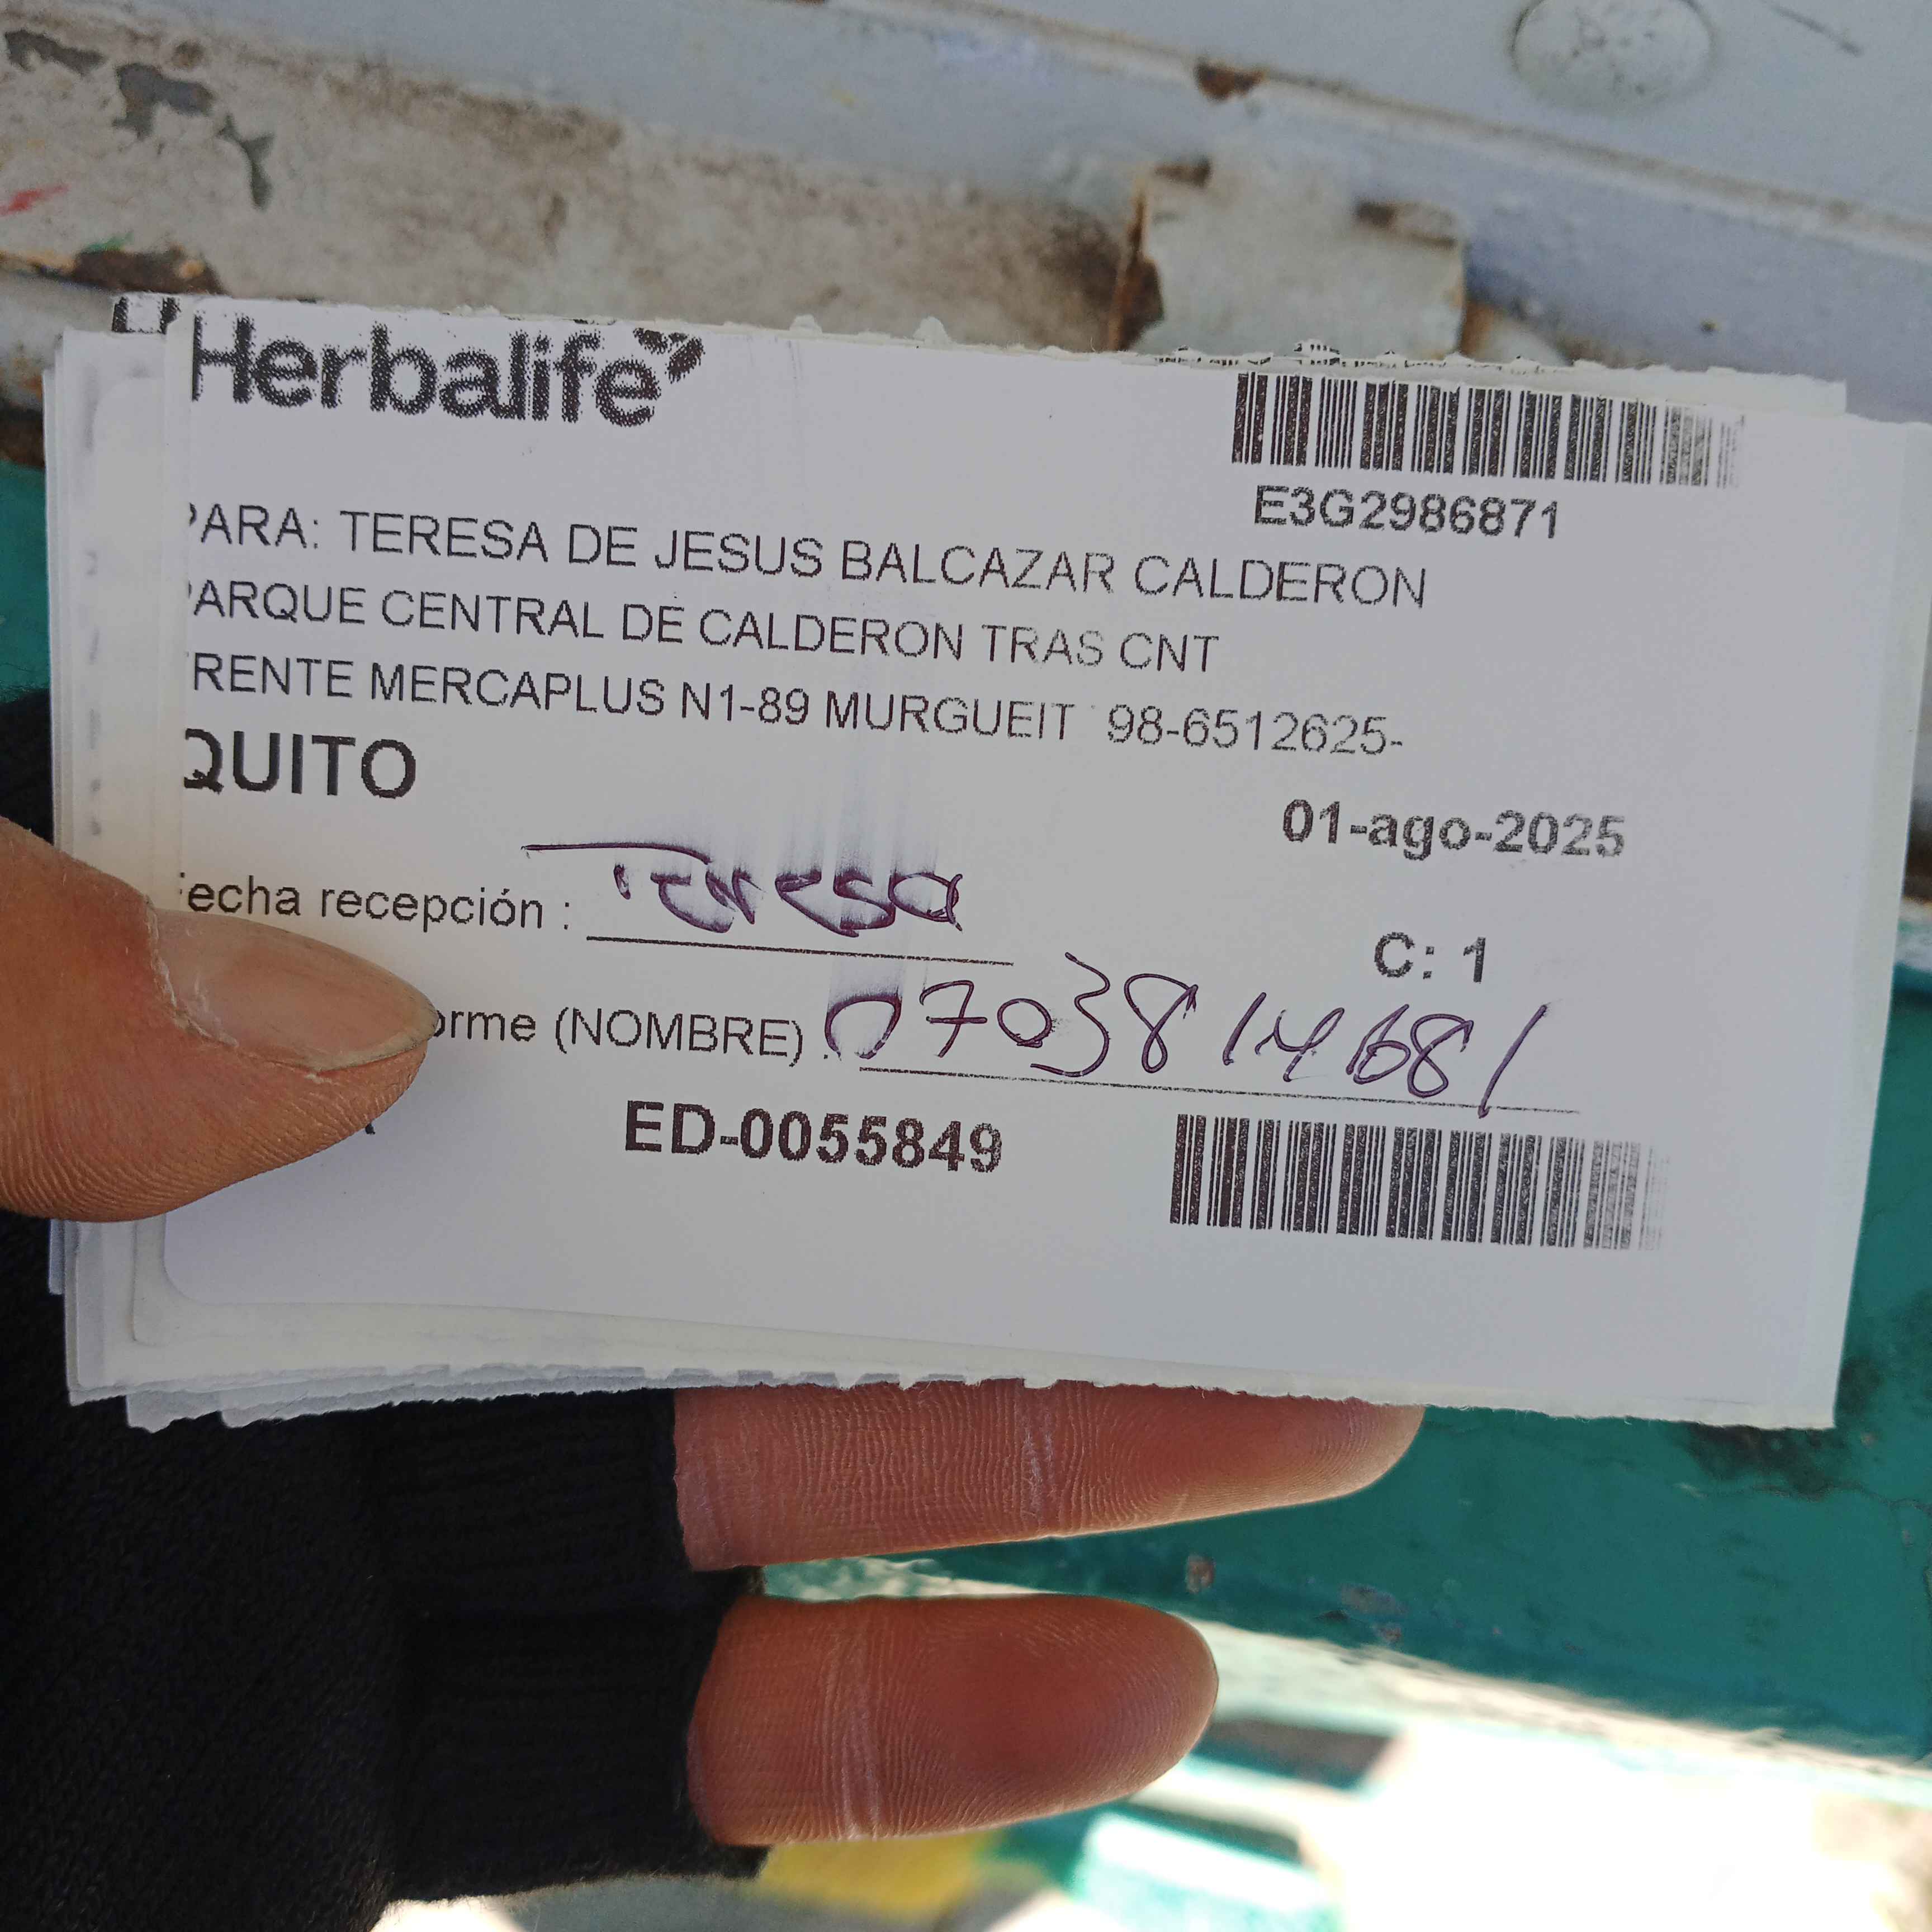 Herbalife
E3G2986871
PARA: TERESA DE JESUS BALCAZAR CALDERON
PARQUE CENTRAL DE CALDERON TRAS CNT
FRENTE MERCAPLUS N1-89 MURGUEIT 98-6512625-
QUITO
01-ago-2025
Fecha recepción : Teresa
C: 1
orme (NOMBRE) : 0703814681
ED-0055849